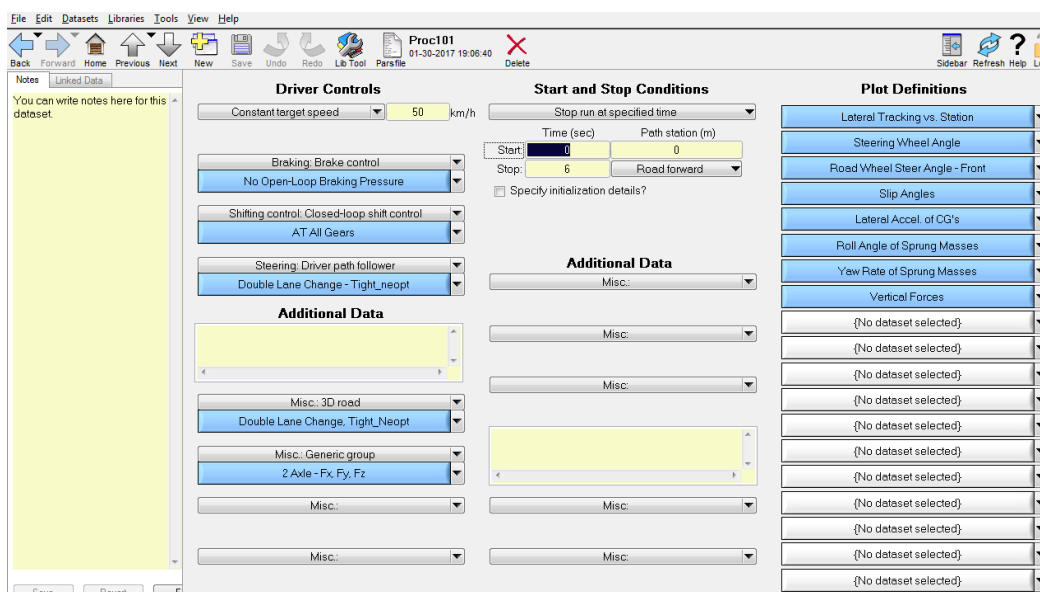 File Edit Datasets Libraries Tools View Help
Back Forward Home Previous Next New Save Undo Redo Lib Tool Parsfile
Proc101
01-30-2017 19:06:40
Delete
Sidebar Refresh Help
Notes Linked Data
You can write notes here for this
dataset.
Driver Controls
Constant target speed 50 km/h
Braking: Brake control
No Open-Loop Braking Pressure
Shifting control: Closed-loop shift control
AT All Gears
Steering: Driver path follower
Double Lane Change - Tight_neopt
Additional Data
Misc.: 3D road
Double Lane Change, Tight_Neopt
Misc.: Generic group
2 Axle - Fx, Fy, Fz
Misc.:
Misc.:
Start and Stop Conditions
Stop run at specified time
Time (sec) Path station (m)
Start: 0 0
Stop: 6 Road forward
Specify initialization details?
Additional Data
Misc.:
Misc:
Misc:
Misc:
Misc:
Plot Definitions
Lateral Tracking vs. Station
Steering Wheel Angle
Road Wheel Steer Angle - Front
Slip Angles
Lateral Accel. of CG's
Roll Angle of Sprung Masses
Yaw Rate of Sprung Masses
Vertical Forces
{No dataset selected}
{No dataset selected}
{No dataset selected}
{No dataset selected}
{No dataset selected}
{No dataset selected}
{No dataset selected}
{No dataset selected}
{No dataset selected}
{No dataset selected}
{No dataset selected}